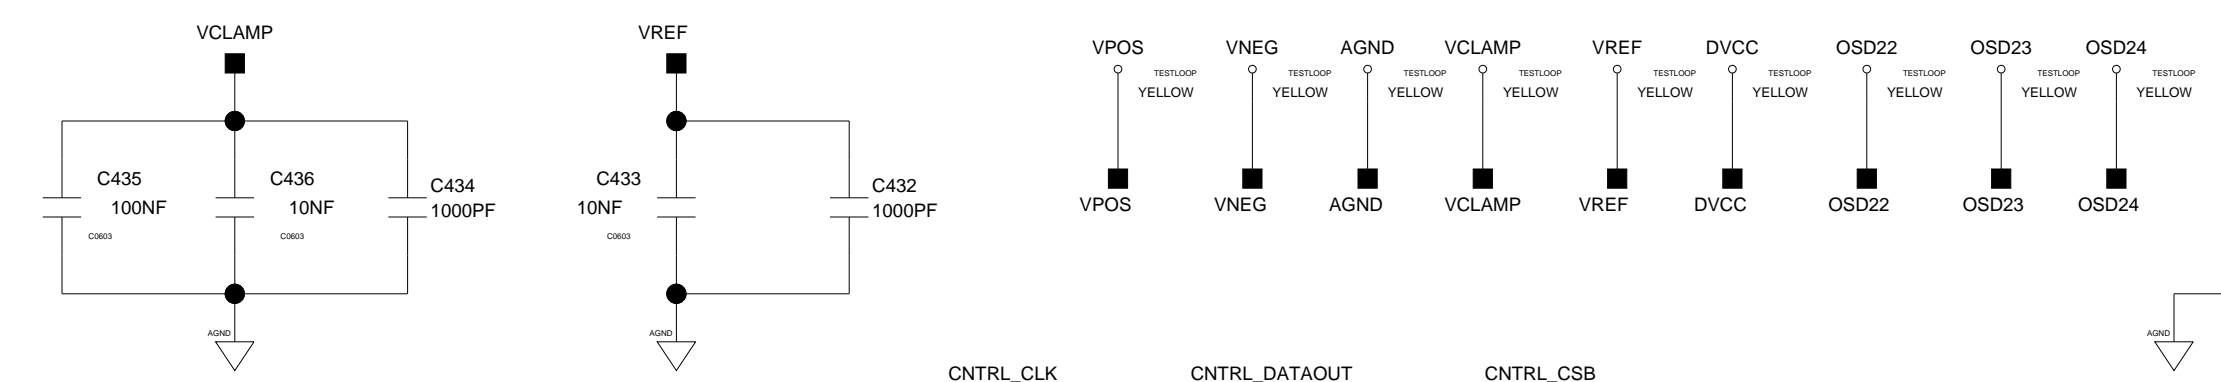 VCLAMP
VREF
VPOS VNEG AGND VCLAMP VREF DVCC OSD22 OSD23 OSD24
TESTLOOP TESTLOOP TESTLOOP TESTLOOP TESTLOOP TESTLOOP TESTLOOP TESTLOOP TESTLOOP
YELLOW YELLOW YELLOW YELLOW YELLOW YELLOW YELLOW YELLOW YELLOW
C435
100NF
C0603
C436
10NF
C0603
C434
1000PF
C433
10NF
C0603
C432
1000PF
VPOS VNEG AGND VCLAMP VREF DVCC OSD22 OSD23 OSD24
AGND
AGND
AGND
CNTRL_CLK CNTRL_DATAOUT CNTRL_CSB